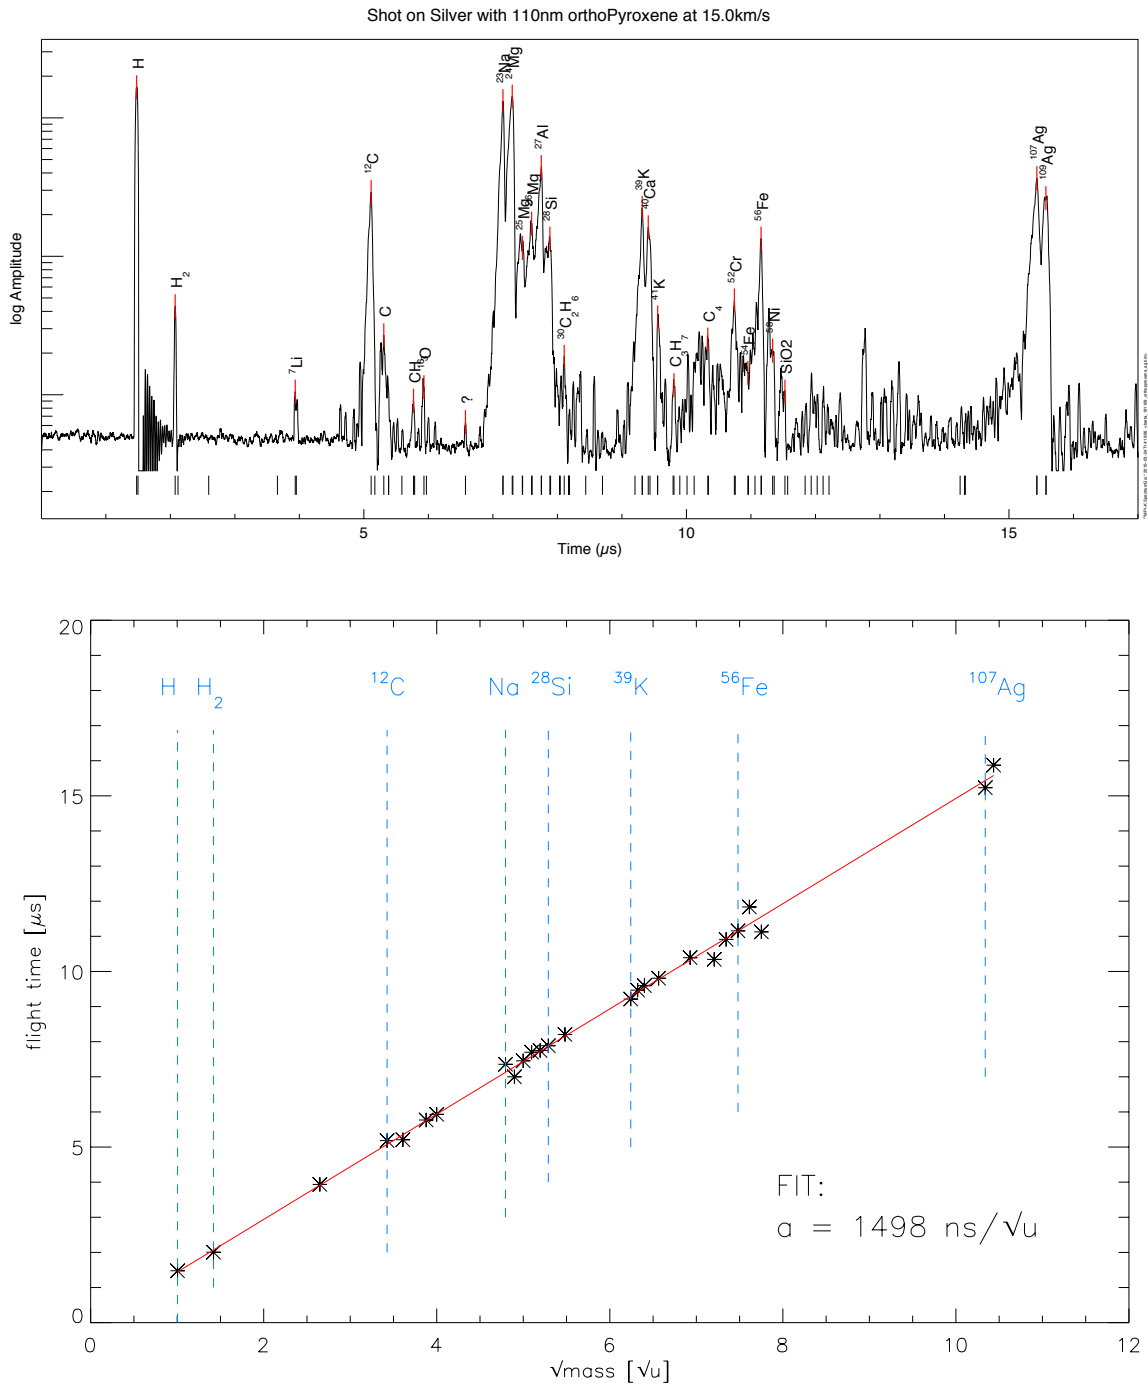 Shot on Silver with 110nm orthoPyroxene at 15.0km/s
log Amplitude
H
H2
⁷Li
¹²C
C
CH
¹⁶O
?
²³Na
²⁴Mg
²⁵Mg
²⁶Mg
²⁷Al
²⁸Si
³⁰C2H6
³⁹K
⁴⁰Ca
⁴¹K
C3H7
C4
⁵²Cr
⁵⁴Fe
⁵⁶Fe
⁵⁸Ni
SiO2
¹⁰⁷Ag
¹⁰⁹Ag
5 10 15
Time (µs)
20
15
10
5
0
flight time [µs]
H H₂ ¹²C Na ²⁸Si ³⁹K ⁵⁶Fe ¹⁰⁷Ag
FIT:
a = 1498 ns/√u
0 2 4 6 8 10 12
√mass [√u]